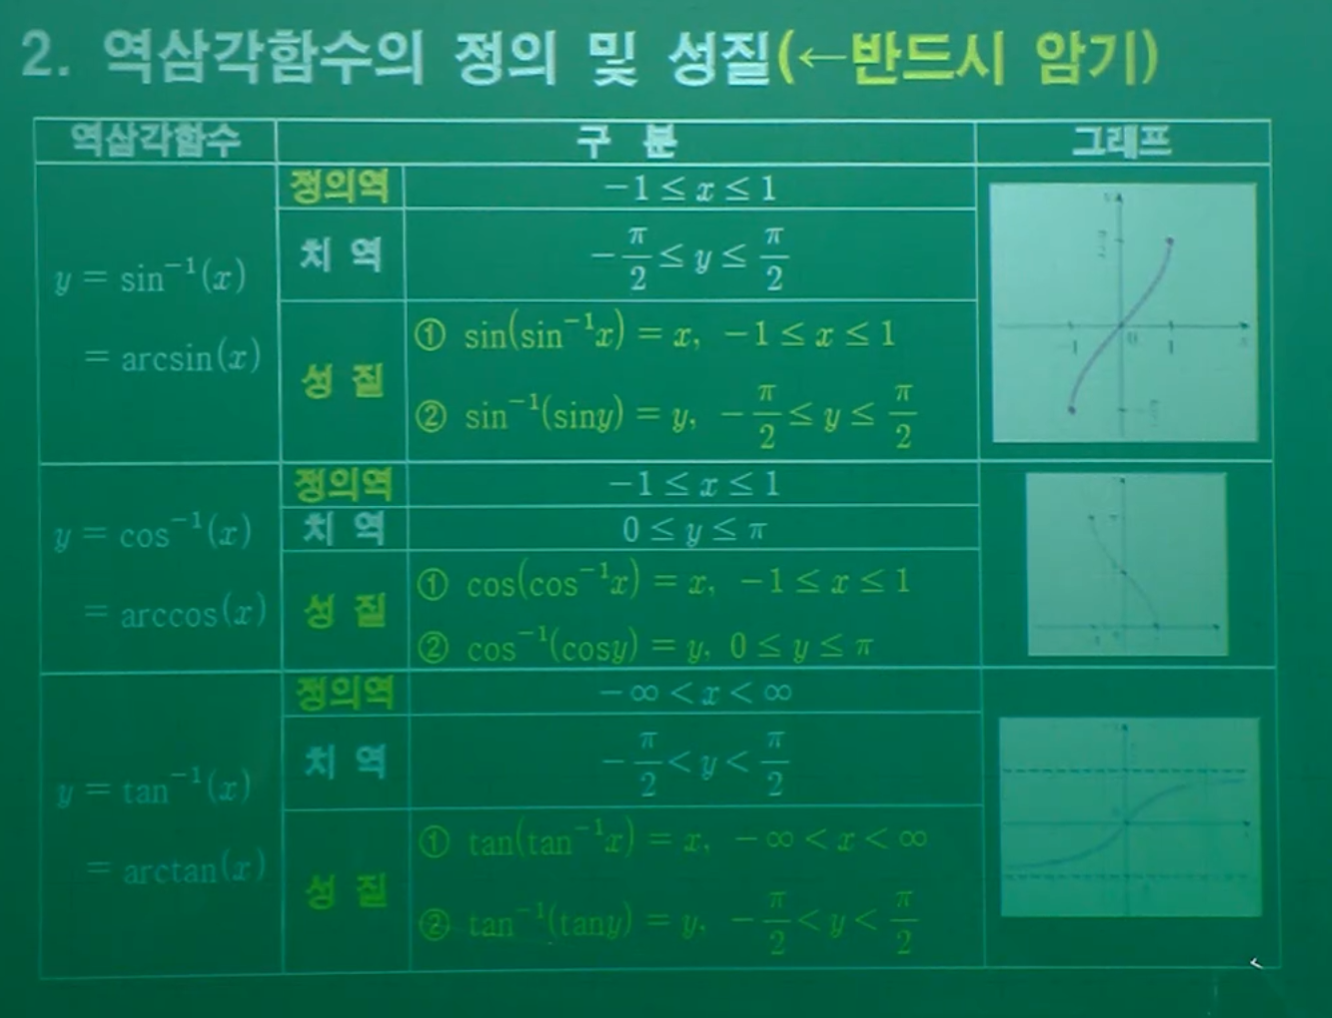 2. 역삼각함수의 정의 및 성질(←반드시 암기)
역삼각함수 구 분 그래프
y = sin⁻¹(x)
= arcsin(x)
정의역 −1 ≤ x ≤ 1
치 역 −π/2 ≤ y ≤ π/2
성 질
① sin(sin⁻¹x) = x, −1 ≤ x ≤ 1
② sin⁻¹(siny) = y, −π/2 ≤ y ≤ π/2
y = cos⁻¹(x)
= arccos(x)
정의역 −1 ≤ x ≤ 1
치 역 0 ≤ y ≤ π
성 질
① cos(cos⁻¹x) = x, −1 ≤ x ≤ 1
② cos⁻¹(cosy) = y, 0 ≤ y ≤ π
y = tan⁻¹(x)
= arctan(x)
정의역 −∞ < x < ∞
치 역 −π/2 < y < π/2
성 질
① tan(tan⁻¹x) = x, −∞ < x < ∞
② tan⁻¹(tany) = y, −π/2 < y < π/2